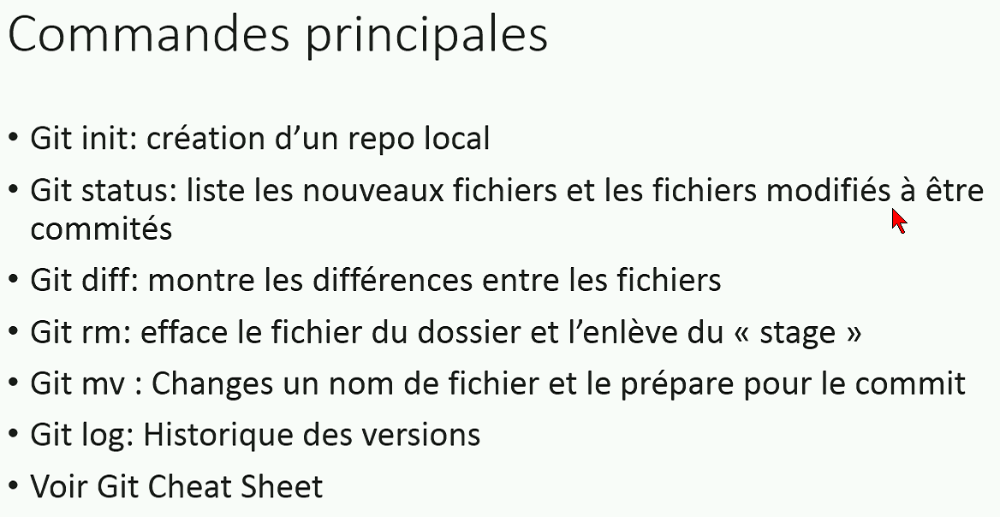 Commandes principales
• Git init: création d’un repo local
• Git status: liste les nouveaux fichiers et les fichiers modifiés à être
commités
• Git diff: montre les différences entre les fichiers
• Git rm: efface le fichier du dossier et l’enlève du « stage »
• Git mv : Changes un nom de fichier et le prépare pour le commit
• Git log: Historique des versions
• Voir Git Cheat Sheet